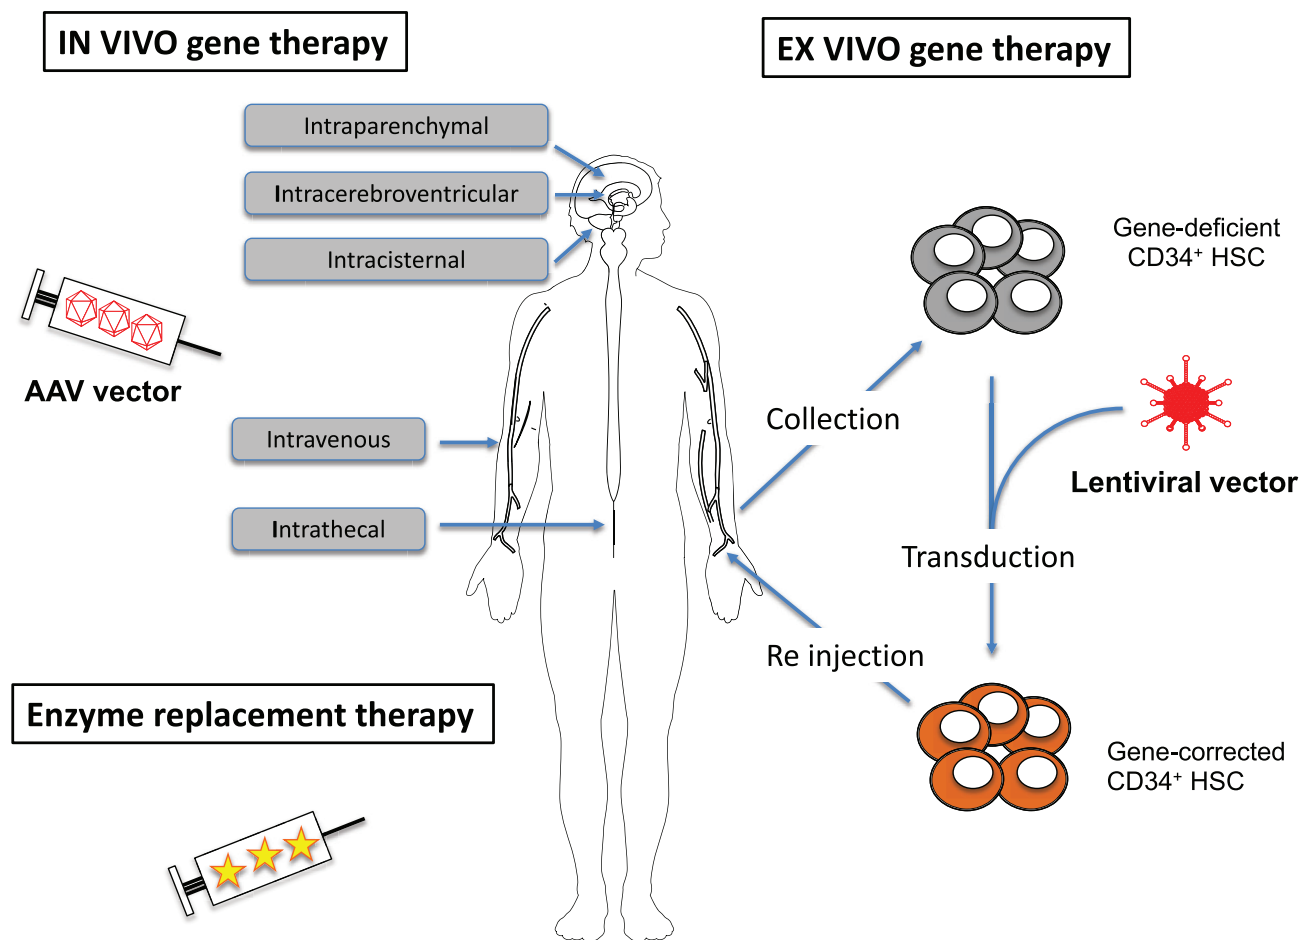 IN VIVO gene therapy
EX VIVO gene therapy
Intraparenchymal
Intracerebroventricular
Intracisternal
AAV vector
Intravenous
Intrathecal
Enzyme replacement therapy
Gene-deficient
CD34⁺ HSC
Collection
Lentiviral vector
Transduction
Re injection
Gene-corrected
CD34⁺ HSC